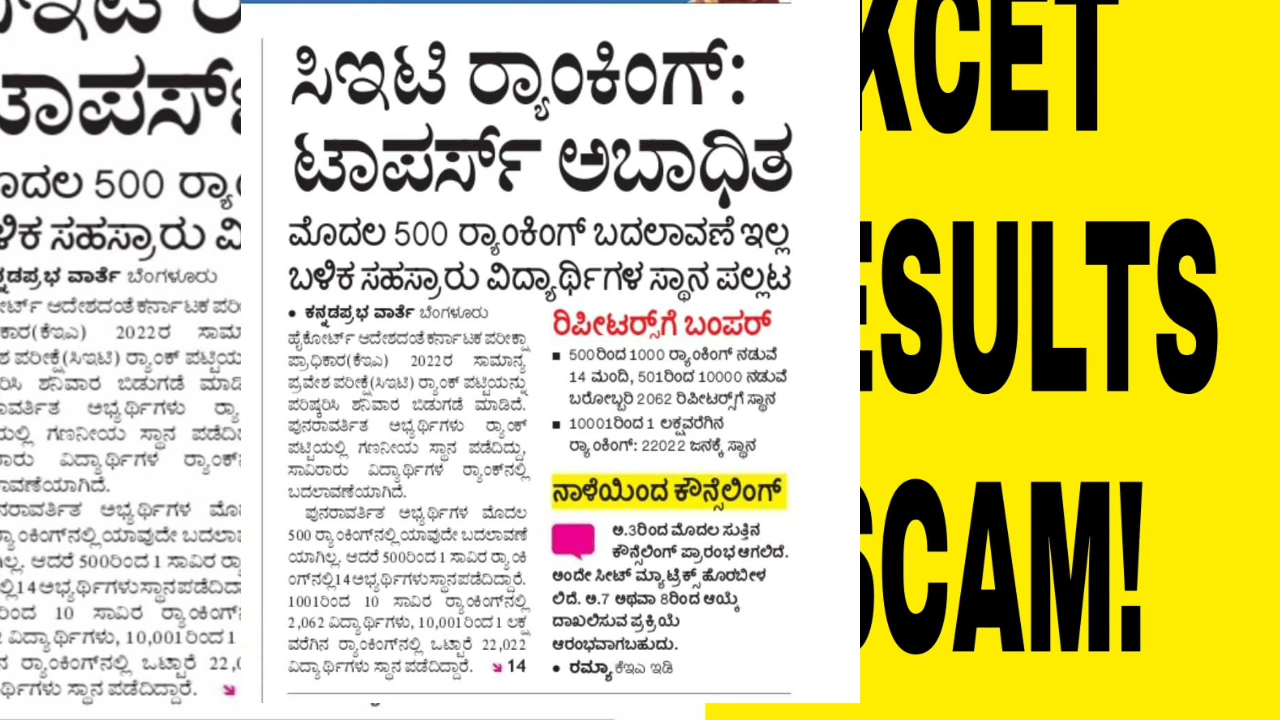 ಸಿಇಟಿ ರ‍್ಯಾಂಕಿಂಗ್:
ಟಾಪರ್ಸ್ ಅಬಾಧಿತ
ಮೊದಲ 500 ರ‍್ಯಾಂಕಿಂಗ್ ಬದಲಾವಣೆ ಇಲ್ಲ
ಬಳಿಕ ಸಹಸ್ರಾರು ವಿದ್ಯಾರ್ಥಿಗಳ ಸ್ಥಾನ ಪಲ್ಲಟ
• ಕನ್ನಡಪ್ರಭ ವಾರ್ತೆ ಬೆಂಗಳೂರು
ಹೈಕೋರ್ಟ್ ಆದೇಶದಂತೆ ಕರ್ನಾಟಕ ಪರೀಕ್ಷಾ
ಪ್ರಾಧಿಕಾರ(ಕೆಇಎ) 2022ರ ಸಾಮಾನ್ಯ
ಪ್ರವೇಶ ಪರೀಕ್ಷೆ(ಸಿಇಟಿ) ರ‍್ಯಾಂಕ್ ಪಟ್ಟಿಯನ್ನು
ಪರಿಷ್ಕರಿಸಿ ಶನಿವಾರ ಬಿಡುಗಡೆ ಮಾಡಿದೆ.
ಪುನರಾವರ್ತಿತ ಅಭ್ಯರ್ಥಿಗಳು ರ‍್ಯಾಂಕ್
ಪಟ್ಟಿಯಲ್ಲಿ ಗಣನೀಯ ಸ್ಥಾನ ಪಡೆದಿದ್ದು,
ಸಾವಿರಾರು ವಿದ್ಯಾರ್ಥಿಗಳ ರ‍್ಯಾಂಕ್‌ನಲ್ಲಿ
ಬದಲಾವಣೆಯಾಗಿದೆ.
ಪುನರಾವರ್ತಿತ ಅಭ್ಯರ್ಥಿಗಳ ಮೊದಲ
500 ರ‍್ಯಾಂಕಿಂಗ್‌ನಲ್ಲಿ ಯಾವುದೇ ಬದಲಾವಣೆ
ಯಾಗಿಲ್ಲ. ಆದರೆ 500ರಿಂದ 1 ಸಾವಿರ ರ‍್ಯಾಂಕಿ
ಂಗ್‌ನಲ್ಲಿ 14 ಅಭ್ಯರ್ಥಿಗಳು ಸ್ಥಾನ ಪಡೆದಿದ್ದಾರೆ.
1001ರಿಂದ 10 ಸಾವಿರ ರ‍್ಯಾಂಕಿಂಗ್‌ನಲ್ಲಿ
2,062 ವಿದ್ಯಾರ್ಥಿಗಳು, 10,001ರಿಂದ 1 ಲಕ್ಷ
ವರೆಗಿನ ರ‍್ಯಾಂಕಿಂಗ್‌ನಲ್ಲಿ ಒಟ್ಟಾರೆ 22,022
ವಿದ್ಯಾರ್ಥಿಗಳು ಸ್ಥಾನ ಪಡೆದಿದ್ದಾರೆ. 14
ರಿಪೀಟರ್ಸ್‌ಗೆ ಬಂಪರ್
■ 500ರಿಂದ 1000 ರ‍್ಯಾಂಕಿಂಗ್ ನಡುವೆ
14 ಮಂದಿ, 501ರಿಂದ 10000 ನಡುವೆ
ಬರೋಬ್ಬರಿ 2062 ರಿಪೀಟರ್ಸ್‌ಗೆ ಸ್ಥಾನ
■ 10001ರಿಂದ 1 ಲಕ್ಷವರೆಗಿನ
ರ‍್ಯಾಂಕಿಂಗ್: 22022 ಜನಕ್ಕೆ ಸ್ಥಾನ
ನಾಳೆಯಿಂದ ಕೌನ್ಸೆಲಿಂಗ್
ಅ.3ರಿಂದ ಮೊದಲ ಸುತ್ತಿನ
ಕೌನ್ಸೆಲಿಂಗ್ ಪ್ರಾರಂಭ ಆಗಲಿದೆ.
ಅಂದೇ ಸೀಟ್ ಮ್ಯಾಟ್ರಿಕ್ಸ್ ಹೊರಬೀಳ
ಲಿದೆ. ಅ.7 ಅಥವಾ 8ರಿಂದ ಆಯ್ಕೆ
ದಾಖಲಿಸುವ ಪ್ರಕ್ರಿಯೆ
ಆರಂಭವಾಗಬಹುದು.
• ರಮ್ಯಾ ಕೆಇಎ ಇಡಿ
KCET
ESULTS
SCAM!